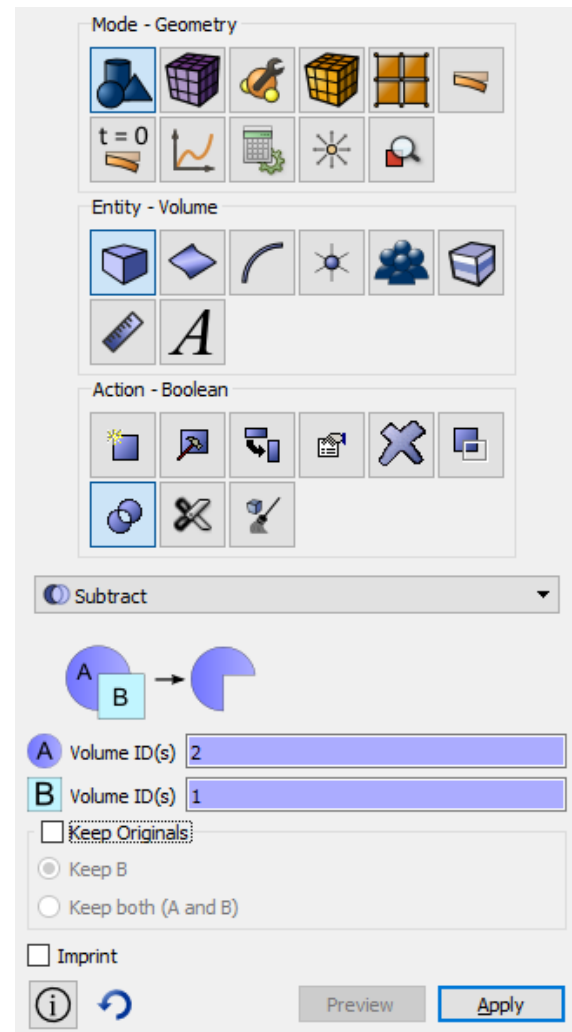 Mode - Geometry
t = 0
Entity - Volume
A
Action - Boolean
Subtract
A
B
A Volume ID(s) 2
B Volume ID(s) 1
Keep Originals
Keep B
Keep both (A and B)
Imprint
i Preview Apply